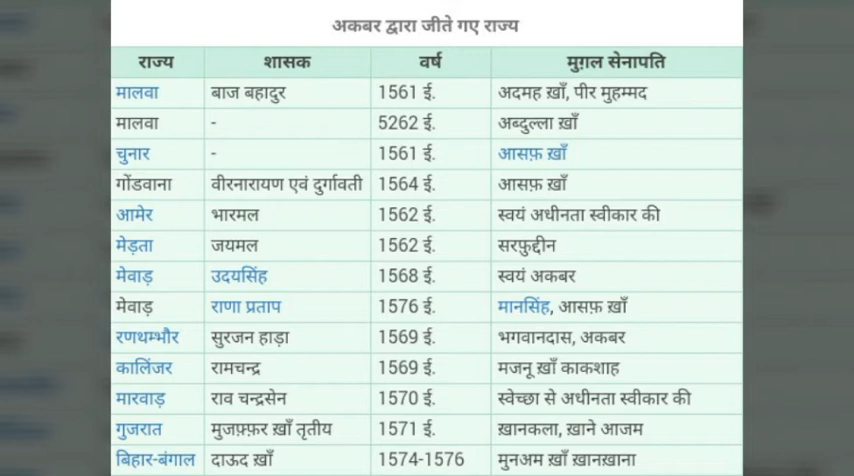 अकबर द्वारा जीते गए राज्य
राज्य शासक वर्ष मुग़ल सेनापति
मालवा बाज बहादुर 1561 ई. अदमह ख़ाँ, पीर मुहम्मद
मालवा - 5262 ई. अब्दुल्ला ख़ाँ
चुनार - 1561 ई. आसफ़ ख़ाँ
गोंडवाना वीरनारायण एवं दुर्गावती 1564 ई. आसफ़ ख़ाँ
आमेर भारमल 1562 ई. स्वयं अधीनता स्वीकार की
मेड़ता जयमल 1562 ई. सरफ़ुद्दीन
मेवाड़ उदयसिंह 1568 ई. स्वयं अकबर
मेवाड़ राणा प्रताप 1576 ई. मानसिंह, आसफ़ ख़ाँ
रणथम्भौर सुरजन हाड़ा 1569 ई. भगवानदास, अकबर
कालिंजर रामचन्द्र 1569 ई. मजनू ख़ाँ काकशाह
मारवाड़ राव चन्द्रसेन 1570 ई. स्वेच्छा से अधीनता स्वीकार की
गुजरात मुजफ़्फ़र ख़ाँ तृतीय 1571 ई. ख़ानकला, ख़ाने आजम
बिहार-बंगाल दाऊद ख़ाँ 1574-1576 मुनअम ख़ाँ ख़ानख़ाना